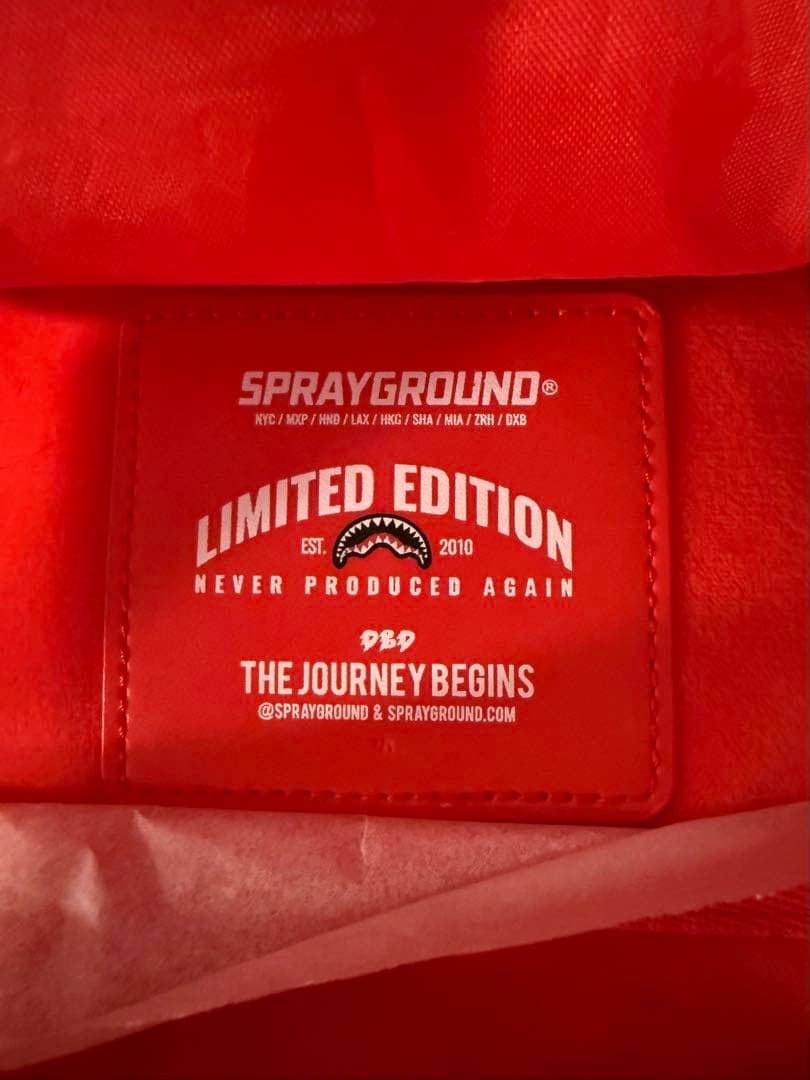 SPRAYGROUND®
NYC / MXP / HND / LAX / HKG / SHA / MIA / ZRH / DXB
LIMITED EDITION
EST. 2010
NEVER PRODUCED AGAIN
DBD
THE JOURNEY BEGINS
@SPRAYGROUND & SPRAYGROUND.COM